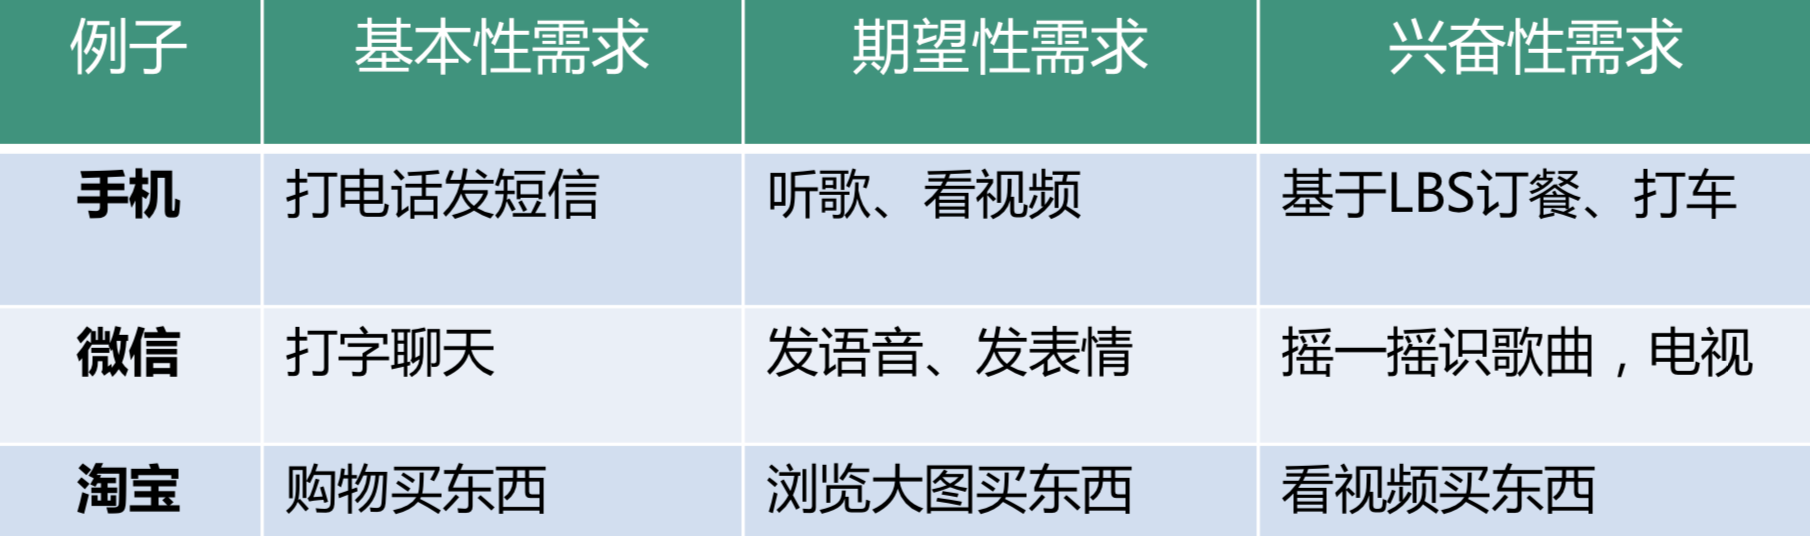 例子 基本性需求 期望性需求 兴奋性需求
手机 打电话发短信 听歌、看视频 基于LBS订餐、打车
微信 打字聊天 发语音、发表情 摇一摇识歌曲，电视
淘宝 购物买东西 浏览大图买东西 看视频买东西